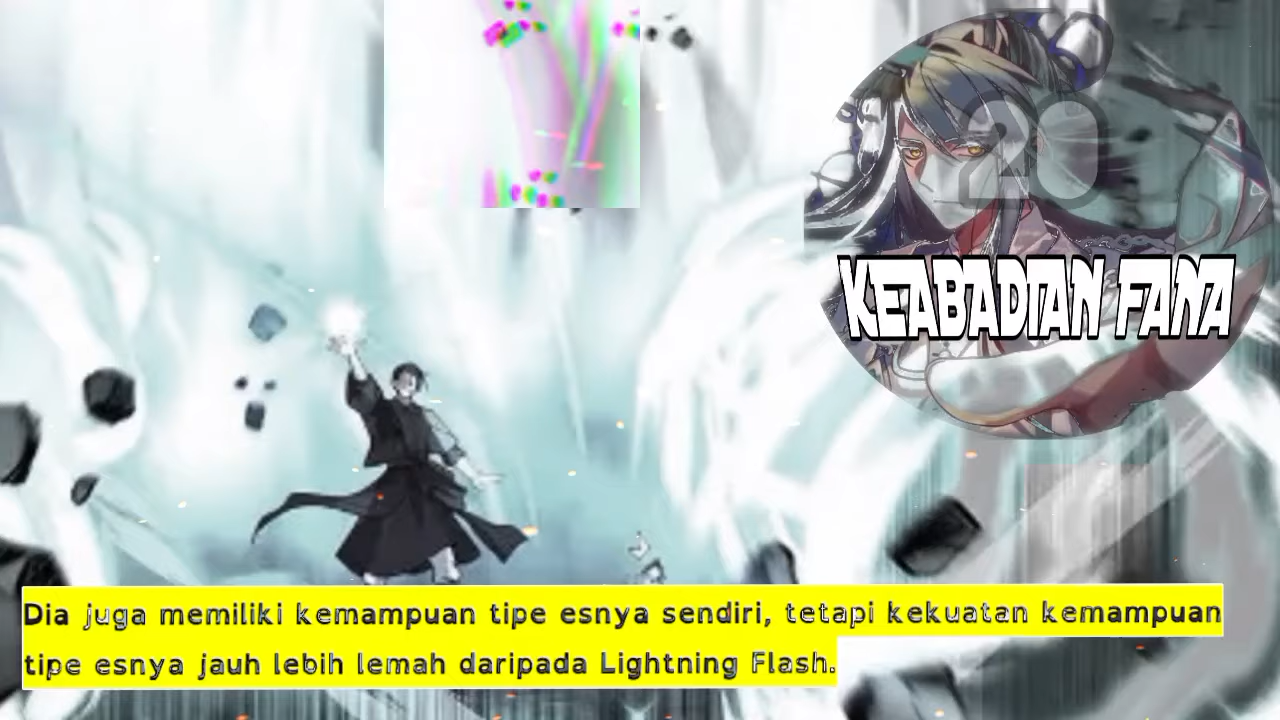 20
KEABADIAN FANA
Dia juga memiliki kemampuan tipe esnya sendiri, tetapi kekuatan kemampuan
tipe esnya jauh lebih lemah daripada Lightning Flash.